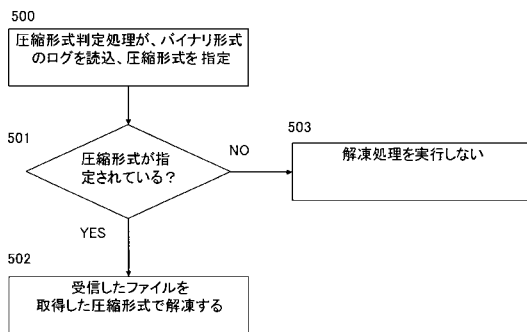 500
圧縮形式判定処理が、バイナリ形式
のログを読込、圧縮形式を指定
501
圧縮形式が指
定されている？
NO
503
解凍処理を実行しない
YES
502
受信したファイルを
取得した圧縮形式で解凍する